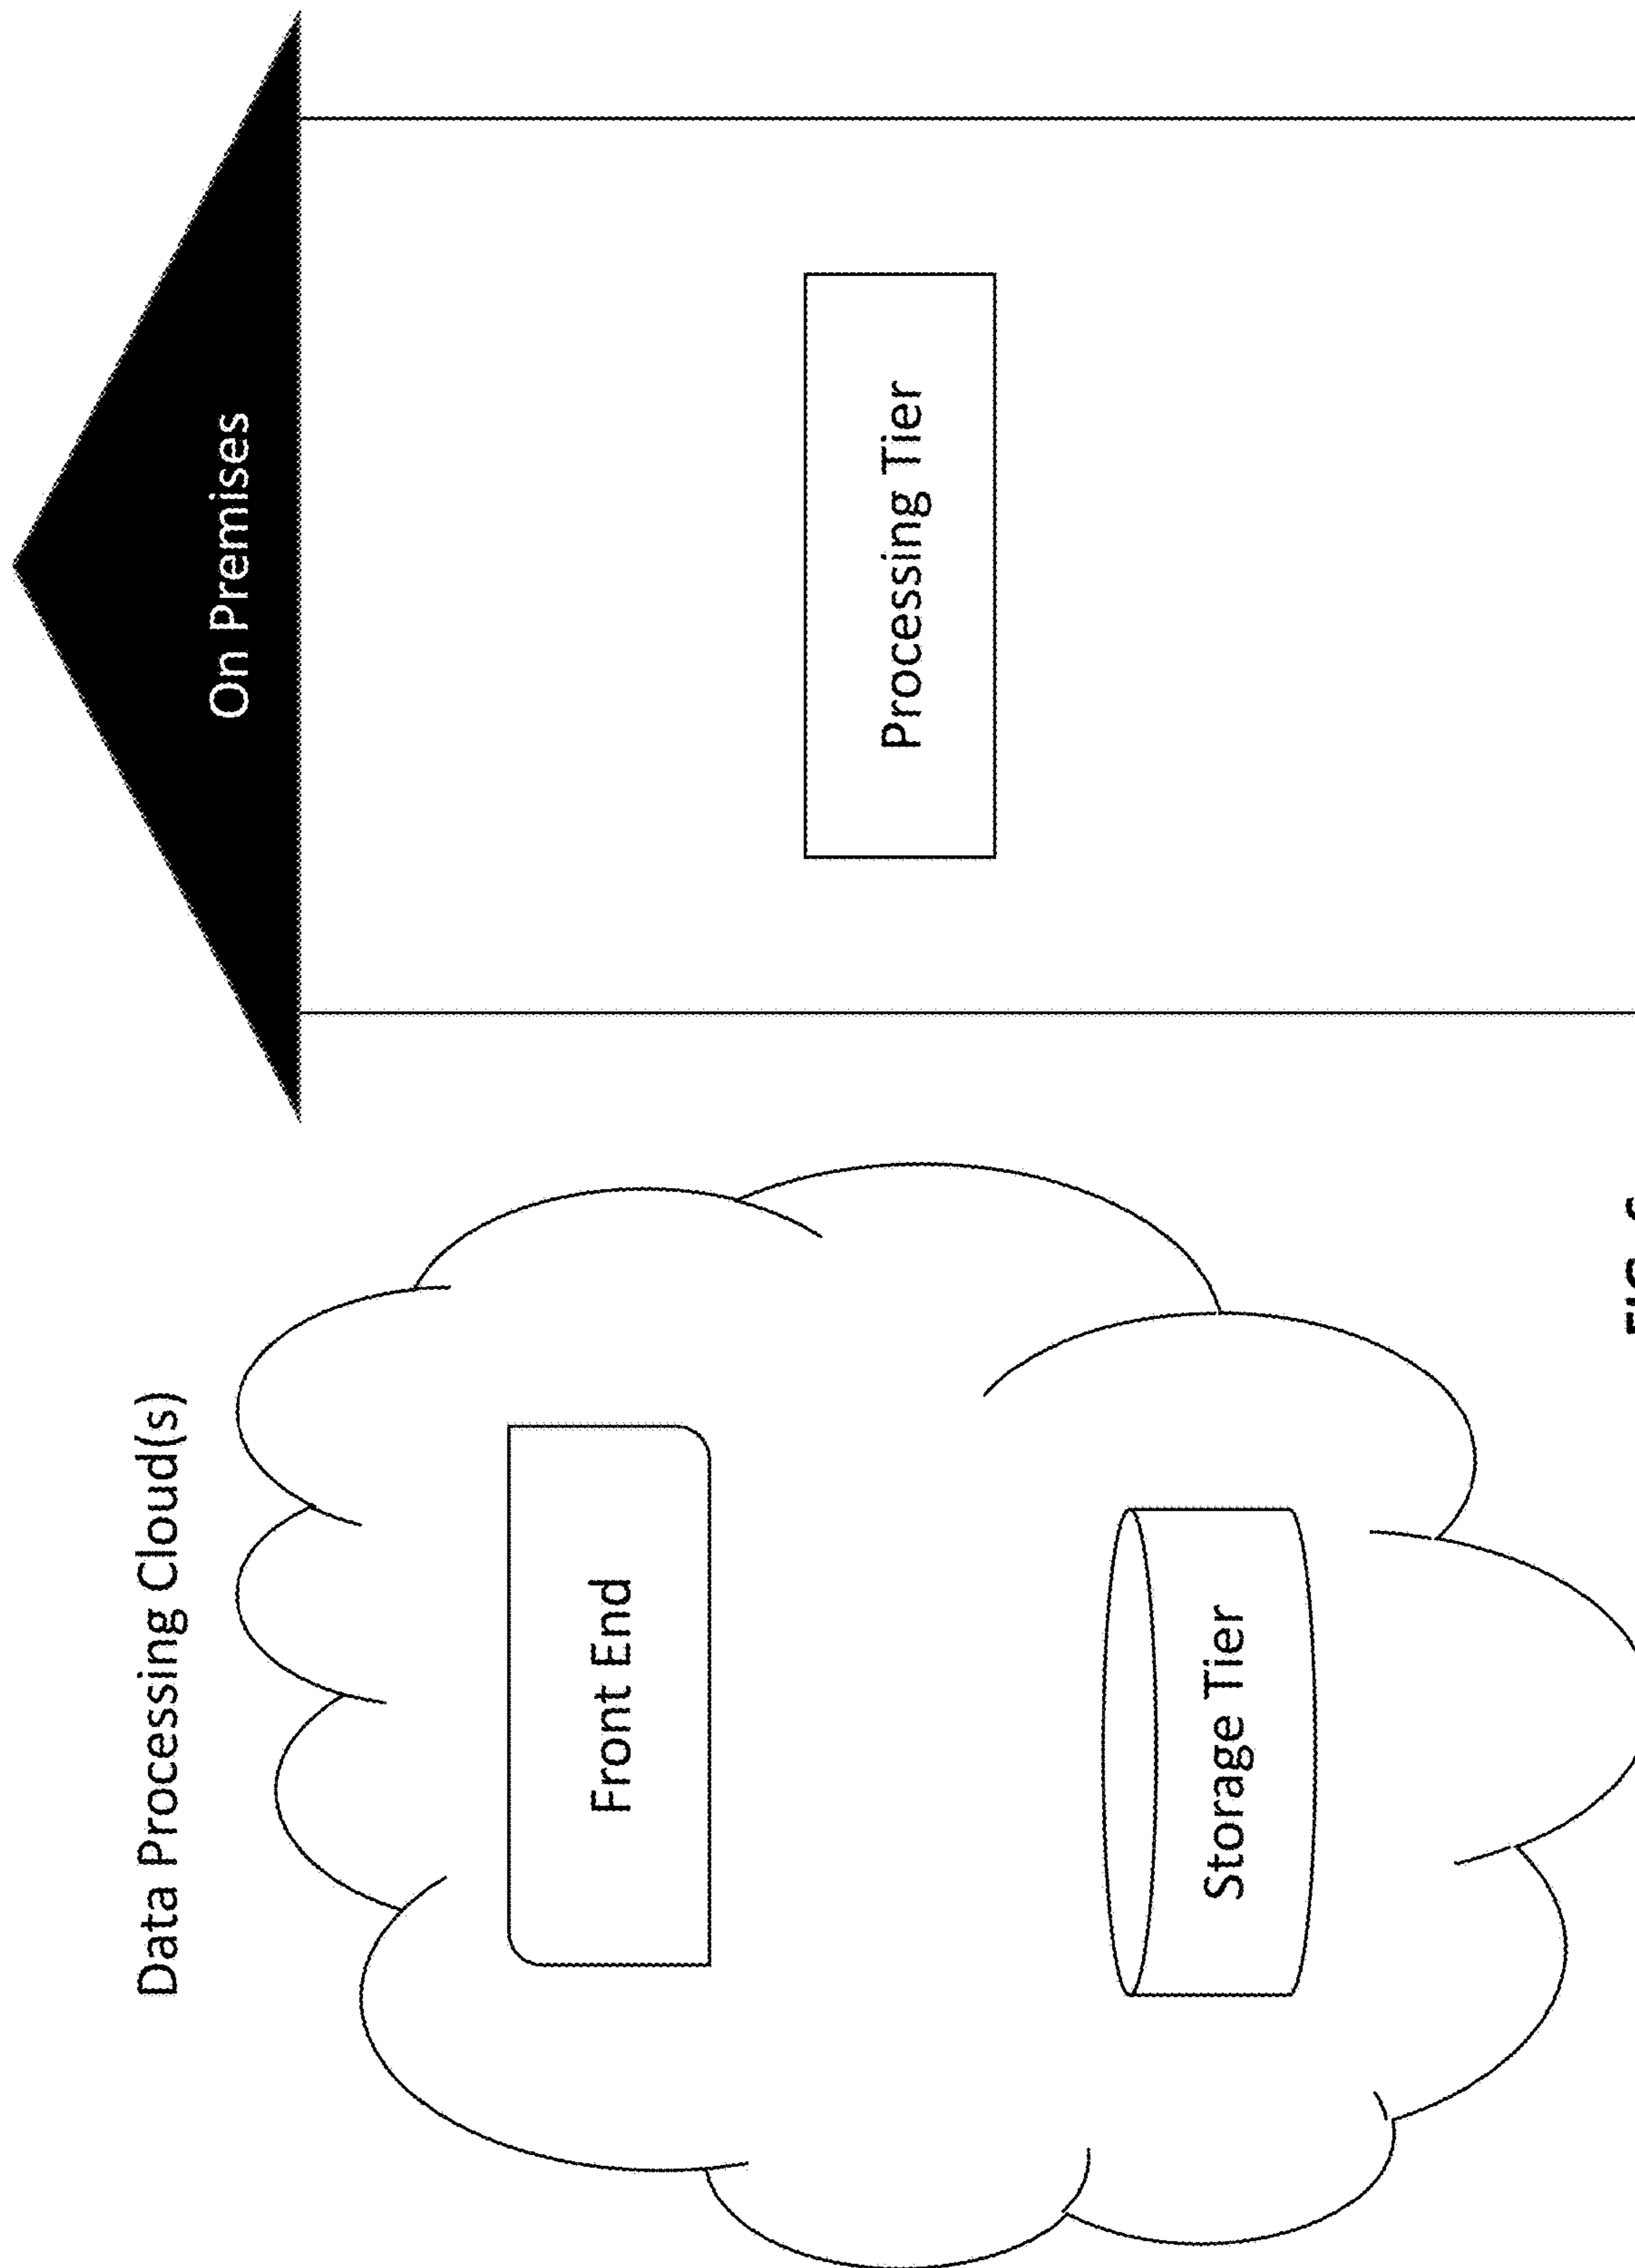 Data Processing Cloud(s)
On Premises
Front End
Processing Tier
Storage Tier